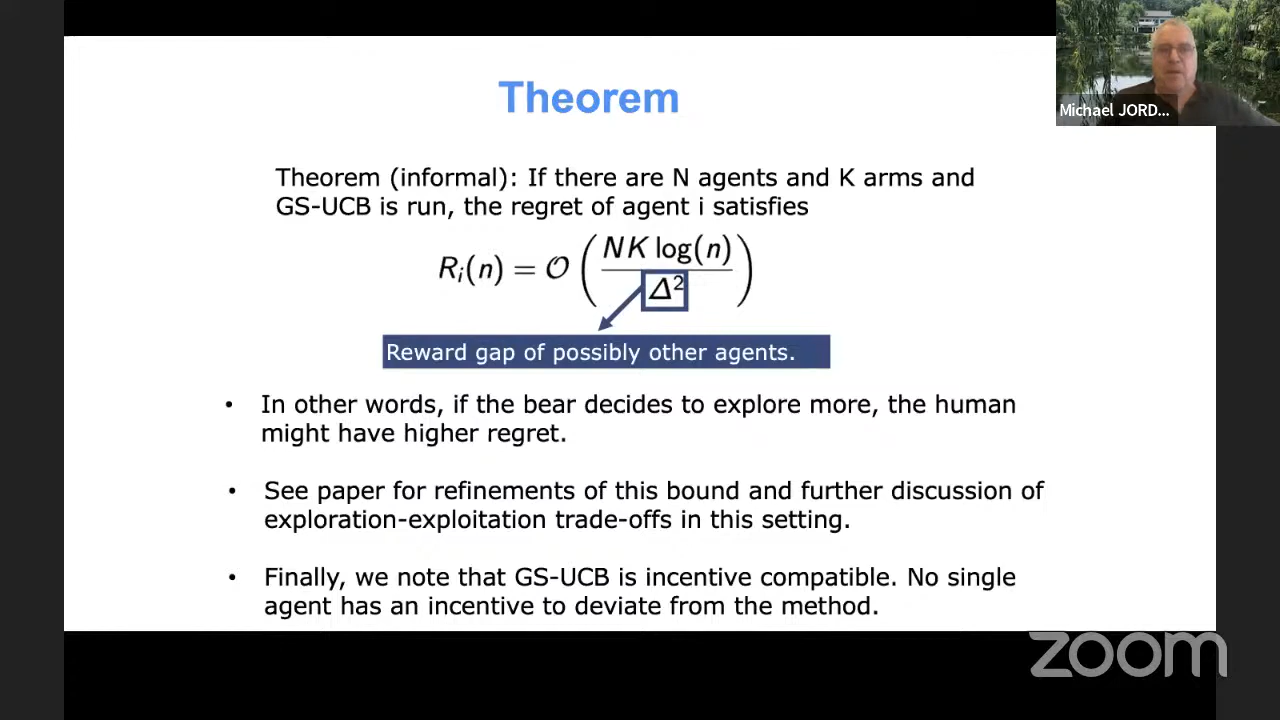 Theorem
Michael JORD...
Theorem (informal): If there are N agents and K arms and
GS-UCB is run, the regret of agent i satisfies
R_i(n) = O ( NK log(n) / Δ² )
Reward gap of possibly other agents.
• In other words, if the bear decides to explore more, the human
might have higher regret.
• See paper for refinements of this bound and further discussion of
exploration-exploitation trade-offs in this setting.
• Finally, we note that GS-UCB is incentive compatible. No single
agent has an incentive to deviate from the method.
zoom